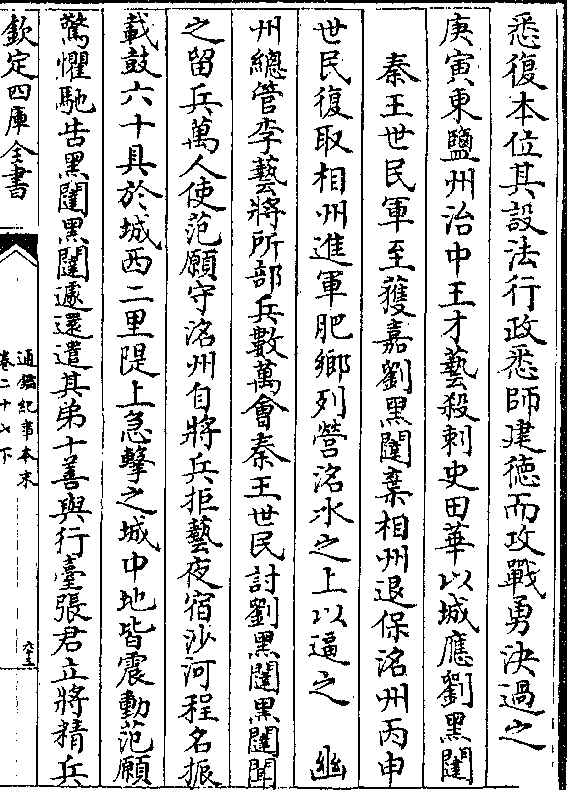 悉復本位其設法行政悉師建德而攻戰勇決過之
庚寅東鹽州治中王才藝殺刺史田華以城應劉黑闥
秦王世民軍至獲嘉劉黑闥棄相州退保洺州丙申
世民復取相州進軍肥鄉列營洺水之上以逼之　幽
州總管李藝將所部兵數萬會秦王世民討劉黑闥黑闥聞
之留兵萬人使范願守洺州自將兵拒藝夜宿沙河程名振
載鼓六十具於城西二里隄上急擊之城中地皆震動范願
驚懼馳告黑闥黑闥遽還遣其弟十善與行臺張君立將精兵
欽定四庫全書
通鑑紀事本末
卷二十七下
六十三